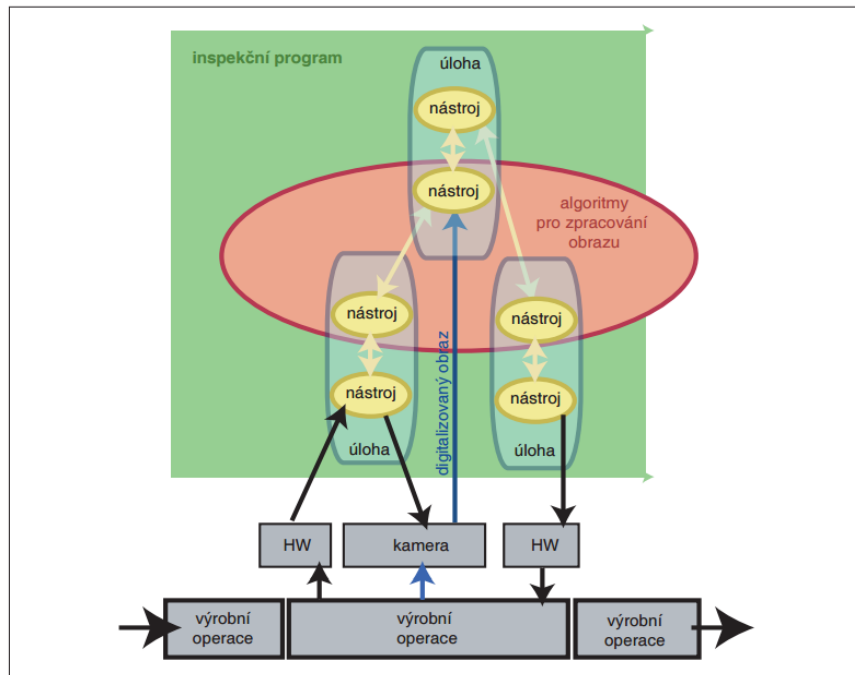 inspekční program
úloha
nástroj
nástroj
algoritmy
pro zpracování
obrazu
nástroj
nástroj
úloha
digitalizovaný obraz
nástroj
nástroj
úloha
HW
kamera
HW
výrobní
operace
výrobní
operace
výrobní
operace